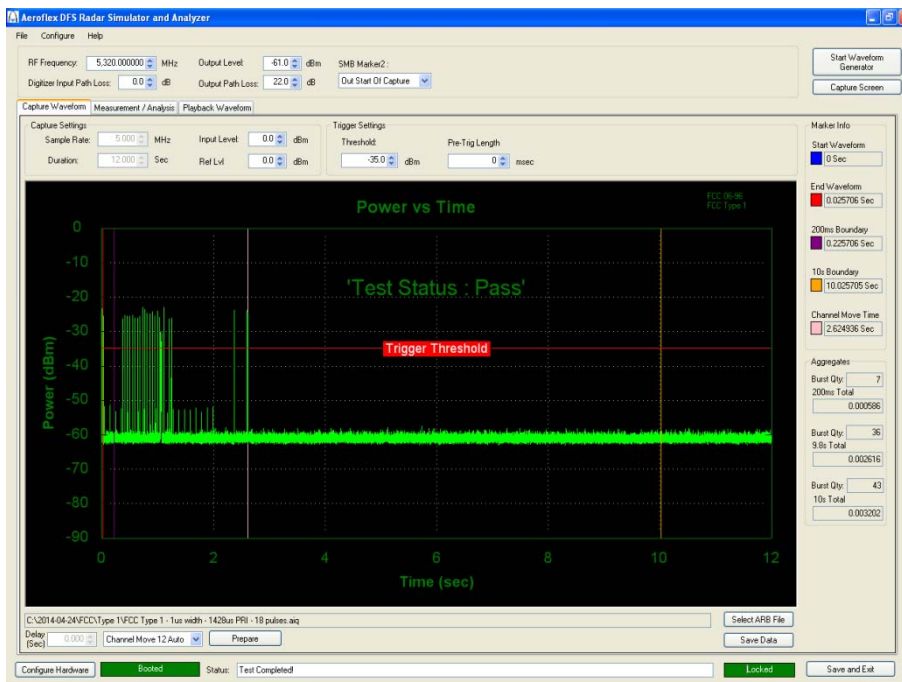 Aeroflex DFS Radar Simulator and Analyzer
File Configure Help
RF Frequency: 5,320.000000 MHz Output Level: -61.0 dBm SMB Marker2 :
Digitizer Input Path Loss: 0.0 dB Output Path Loss: 22.0 dB Out Start Of Capture
Start Waveform Generator
Capture Screen
Capture Waveform Measurement / Analysis Playback Waveform
Capture Settings
Sample Rate: 5.000 MHz Input Level: 0.0 dBm
Duration: 12.000 Sec Ref Lvl 0.0 dBm
Trigger Settings
Threshold: Pre-Trig Length
-35.0 dBm 0 msec
Marker Info
Start Waveform
0 Sec
End Waveform
0.025706 Sec
200ms Boundary
0.225706 Sec
10s Boundary
10.025705 Sec
Channel Move Time
2.624936 Sec
Aggregates
Burst Qty: 7
200ms Total
0.000586
Burst Qty: 36
9.8s Total
0.002616
Burst Qty: 43
10s Total
0.003202
Power vs Time
FCC 06-96
FCC Type 1
'Test Status : Pass'
Trigger Threshold
Power (dBm)
0
-10
-20
-30
-40
-50
-60
-70
-80
-90
0 2 4 6 8 10 12
Time (sec)
C:\2014-04-24\FCC\Type 1\FCC Type 1 - 1us width - 1428us PRI - 18 pulses.aiq
Select ARB File
Delay (Sec) 0.000 Channel Move 12 Auto Prepare
Save Data
Configure Hardware Booted Status: Test Completed! Locked Save and Exit